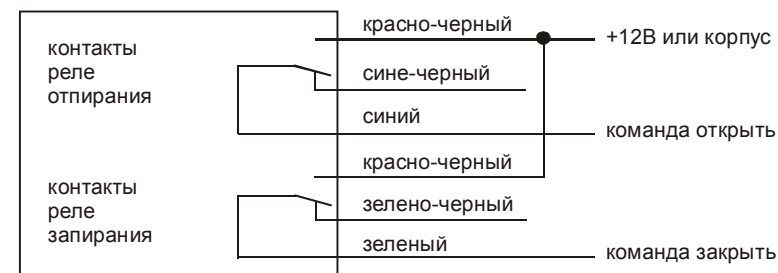 красно-черный
+12В или корпус
контакты
реле
отпирания
сине-черный
синий
команда открыть
красно-черный
контакты
реле
запирания
зелено-черный
зеленый
команда закрыть